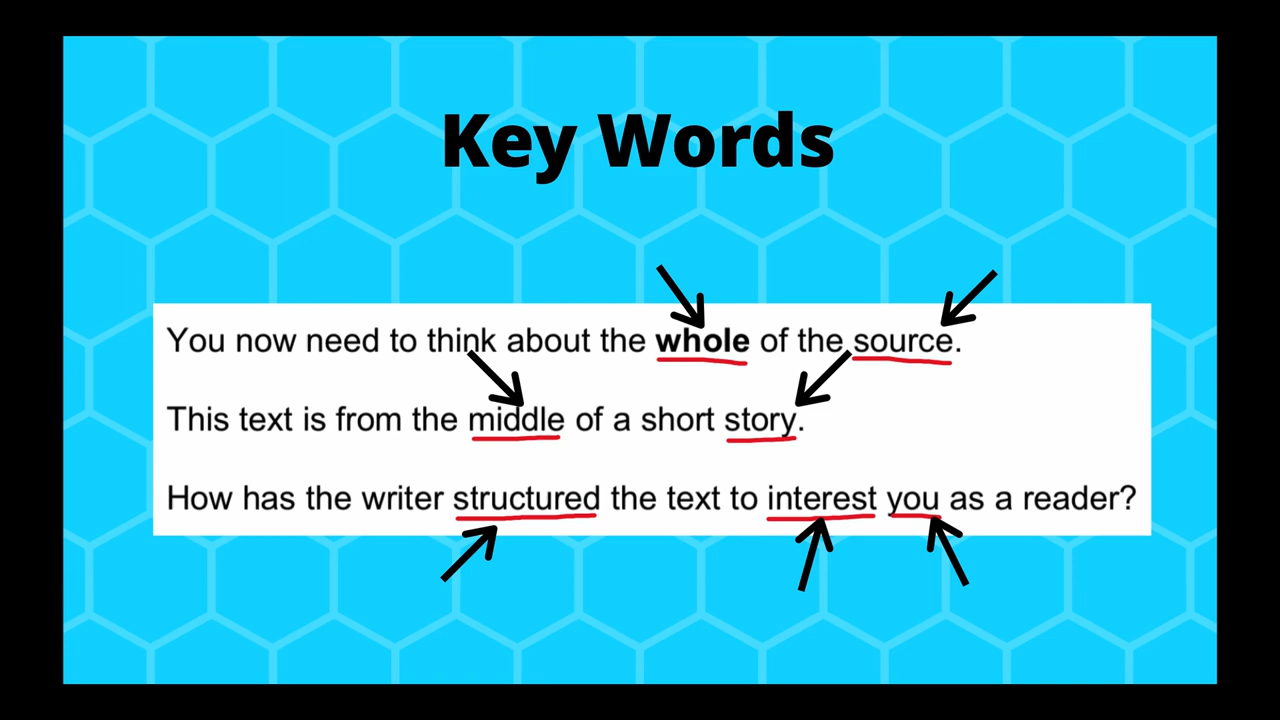 Key Words
You now need to think about the whole of the source.
This text is from the middle of a short story.
How has the writer structured the text to interest you as a reader?